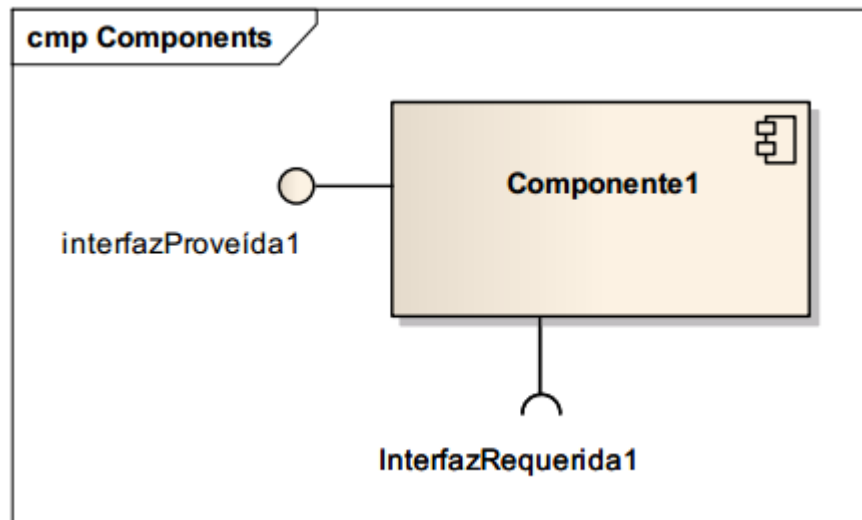 cmp Components
Componente1
interfazProveída1
InterfazRequerida1